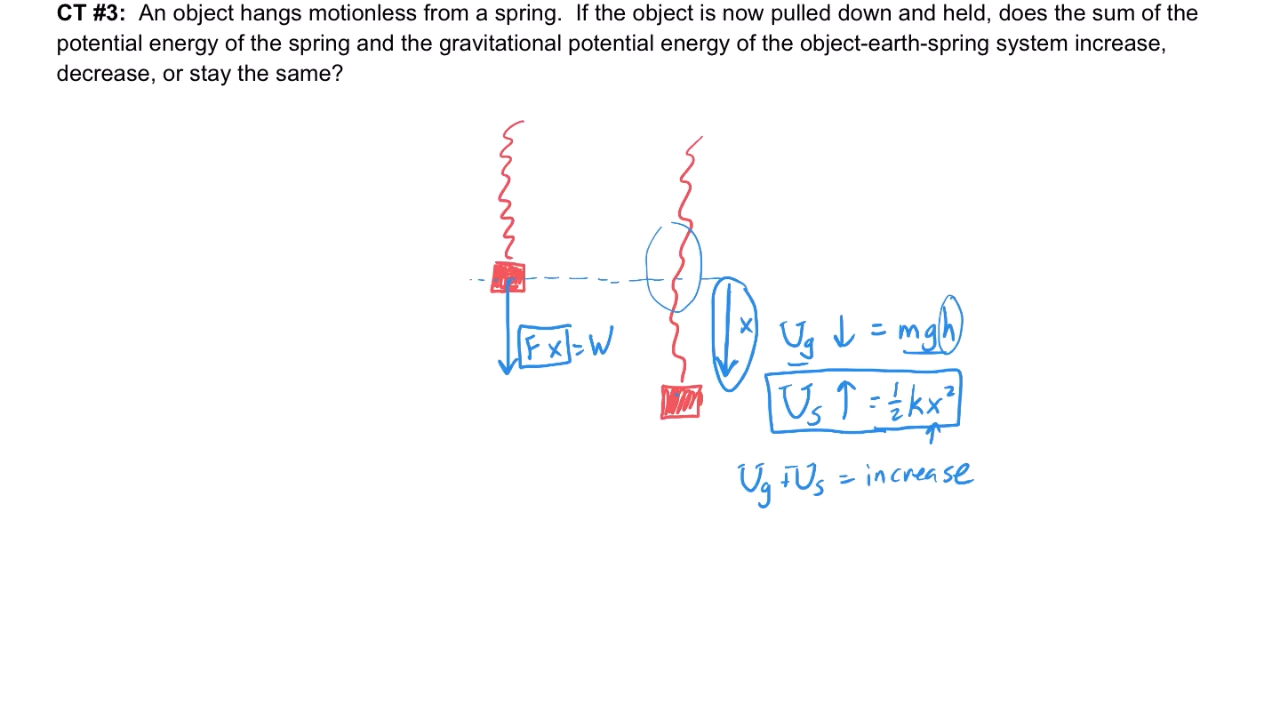 CT #3: An object hangs motionless from a spring. If the object is now pulled down and held, does the sum of the
potential energy of the spring and the gravitational potential energy of the object-earth-spring system increase,
decrease, or stay the same?
Fx = W
x
Ug ↓ = mgh
Us ↑ = ½kx²
Ug + Us = increase